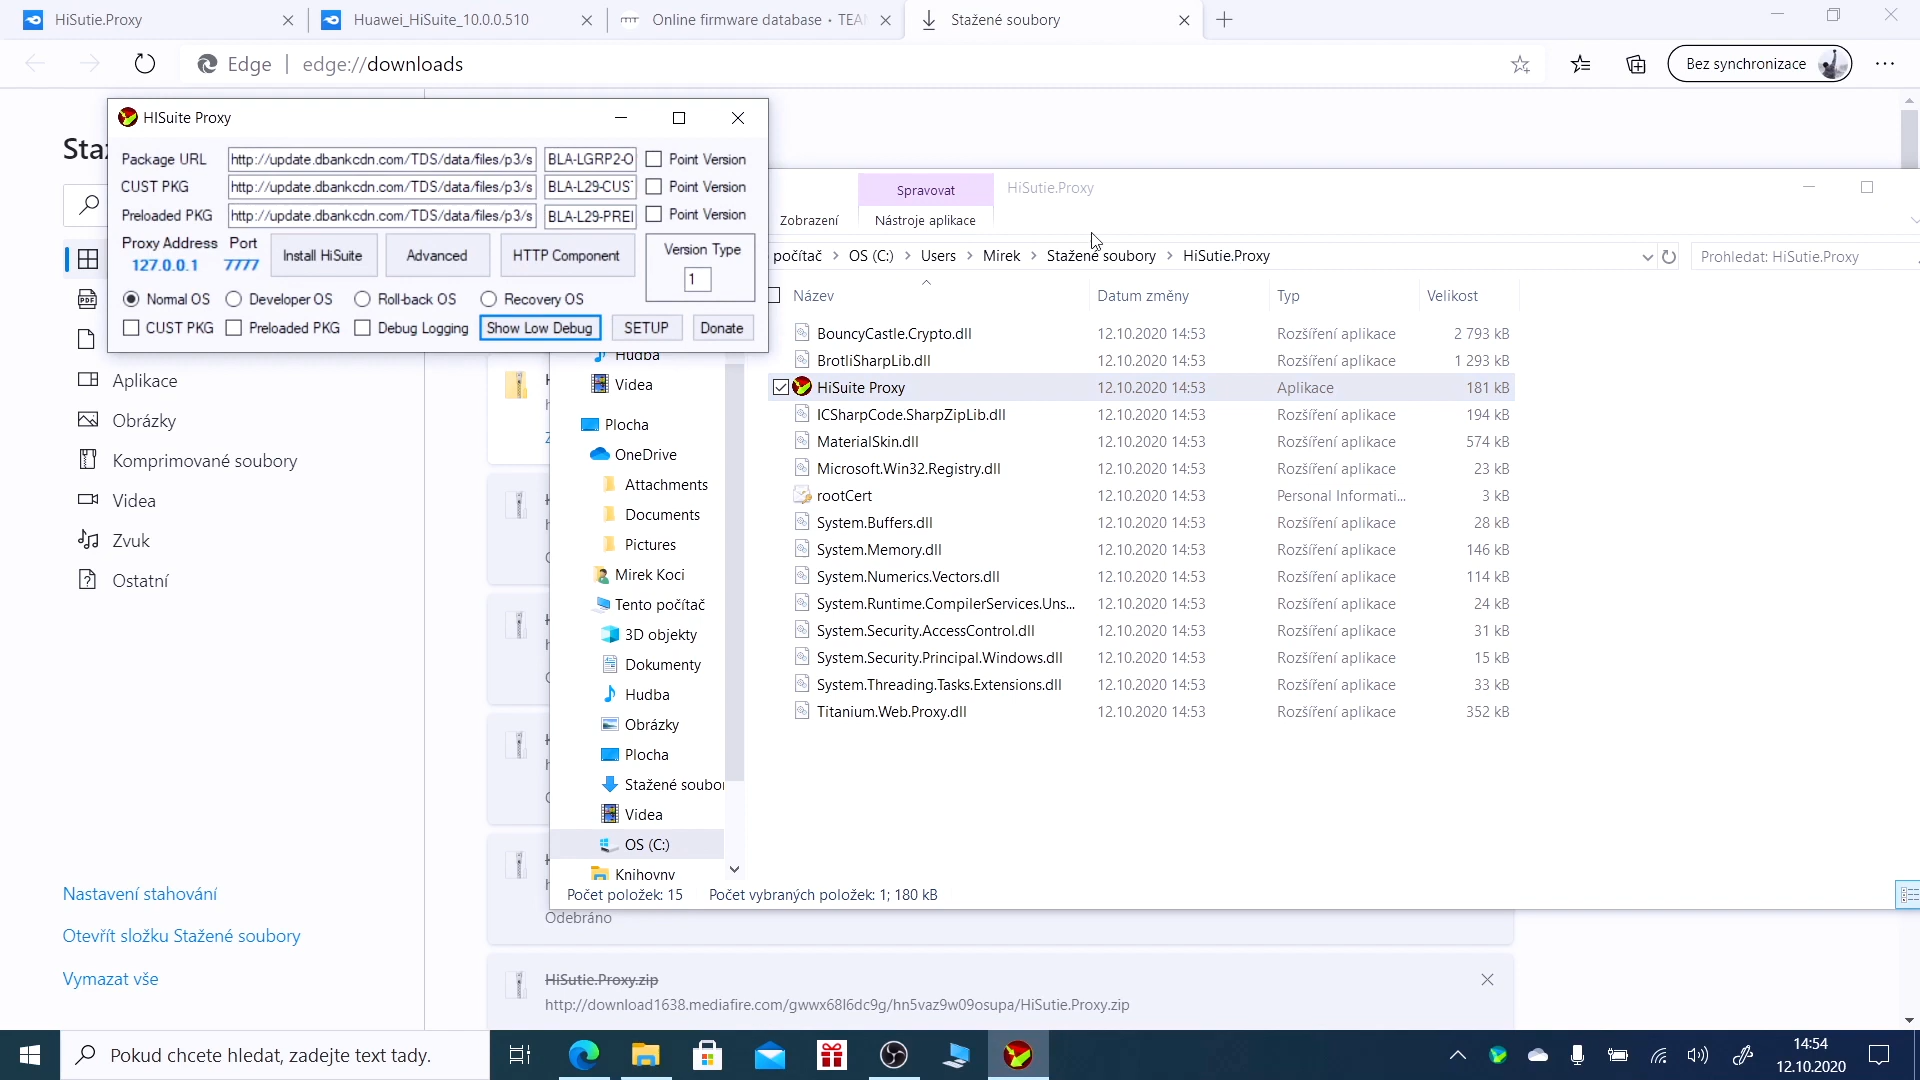 HiSutie.Proxy
Huawei_HiSuite_10.0.0.510
Online firmware database · TEA
Stažené soubory
Edge | edge://downloads
Bez synchronizace
HISuite Proxy
Package URL
http://update.dbankcdn.com/TDS/data/files/p3/s
BLA-LGRP2-O
Point Version
CUST PKG
http://update.dbankcdn.com/TDS/data/files/p3/s
BLA-L29-CUS
Point Version
Preloaded PKG
http://update.dbankcdn.com/TDS/data/files/p3/s
BLA-L29-PREI
Point Version
Proxy Address Port
127.0.0.1 7777
Install HiSuite
Advanced
HTTP Component
Version Type
1
Normal OS
Developer OS
Roll-back OS
Recovery OS
CUST PKG
Preloaded PKG
Debug Logging
Show Low Debug
SETUP
Donate
Sta
Aplikace
Obrázky
Komprimované soubory
Videa
Zvuk
Ostatní
Nastavení stahování
Otevřít složku Stažené soubory
Vymazat vše
Spravovat
HiSutie.Proxy
Zobrazení
Nástroje aplikace
počítač > OS (C:) > Users > Mirek > Stažené soubory > HiSutie.Proxy
Prohledat: HiSutie.Proxy
Hudba
Videa
Plocha
OneDrive
Attachments
Documents
Pictures
Mirek Koci
Tento počítač
3D objekty
Dokumenty
Hudba
Obrázky
Plocha
Stažené soubo
Videa
OS (C:)
Knihovny
Název Datum změny Typ Velikost
BouncyCastle.Crypto.dll 12.10.2020 14:53 Rozšíření aplikace 2 793 kB
BrotliSharpLib.dll 12.10.2020 14:53 Rozšíření aplikace 1 293 kB
HiSuite Proxy 12.10.2020 14:53 Aplikace 181 kB
ICSharpCode.SharpZipLib.dll 12.10.2020 14:53 Rozšíření aplikace 194 kB
MaterialSkin.dll 12.10.2020 14:53 Rozšíření aplikace 574 kB
Microsoft.Win32.Registry.dll 12.10.2020 14:53 Rozšíření aplikace 23 kB
rootCert 12.10.2020 14:53 Personal Informati... 3 kB
System.Buffers.dll 12.10.2020 14:53 Rozšíření aplikace 28 kB
System.Memory.dll 12.10.2020 14:53 Rozšíření aplikace 146 kB
System.Numerics.Vectors.dll 12.10.2020 14:53 Rozšíření aplikace 114 kB
System.Runtime.CompilerServices.Uns... 12.10.2020 14:53 Rozšíření aplikace 24 kB
System.Security.AccessControl.dll 12.10.2020 14:53 Rozšíření aplikace 31 kB
System.Security.Principal.Windows.dll 12.10.2020 14:53 Rozšíření aplikace 15 kB
System.Threading.Tasks.Extensions.dll 12.10.2020 14:53 Rozšíření aplikace 33 kB
Titanium.Web.Proxy.dll 12.10.2020 14:53 Rozšíření aplikace 352 kB
Počet položek: 15 Počet vybraných položek: 1; 180 kB
Odebráno
HiSutie.Proxy.zip
http://download1638.mediafire.com/gwwx68l6dc9g/hn5vaz9w09osupa/HiSutie.Proxy.zip
Pokud chcete hledat, zadejte text tady.
14:54
12.10.2020